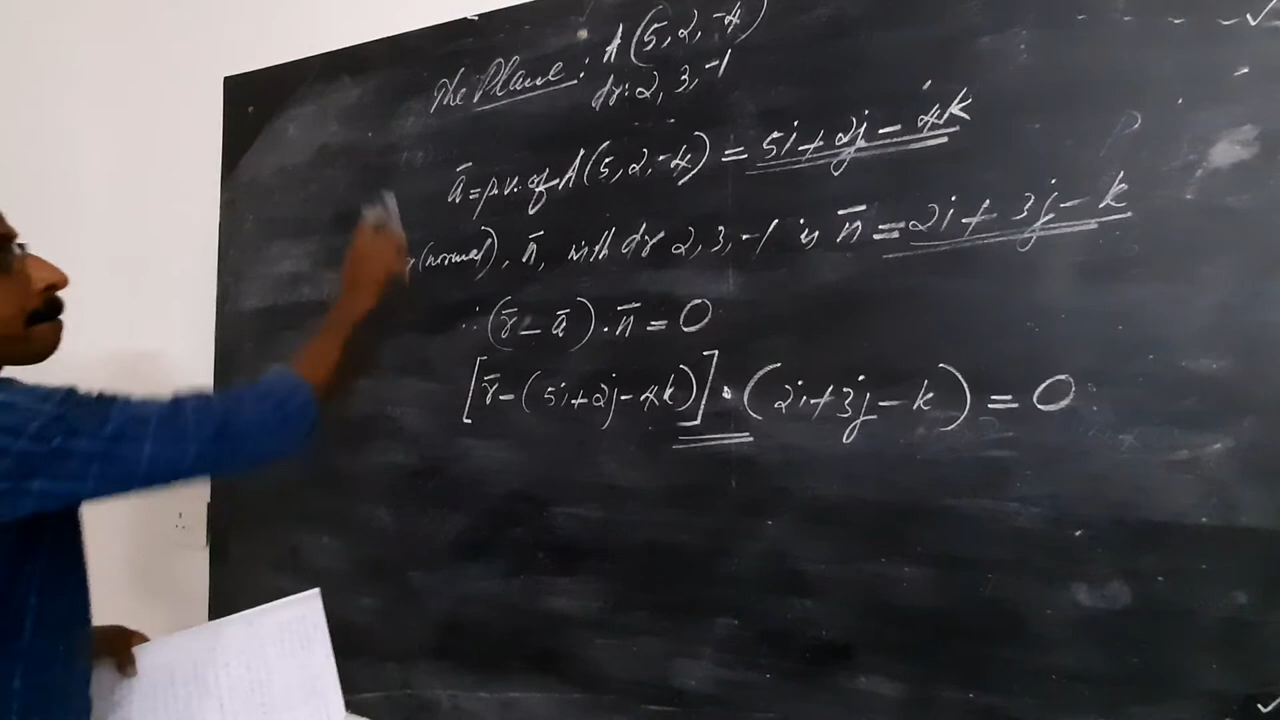 The Plane: A(5, 2, -4)
dr: 2, 3, -1
ā = p.v. of A(5, 2, -4) = 5i + 2j - 4k
(normal), n̄, with dr 2, 3, -1 is n̄ = 2i + 3j - k
∴ (r̄ - ā) . n̄ = 0
[r̄ - (5i + 2j - 4k)] . (2i + 3j - k) = 0
P